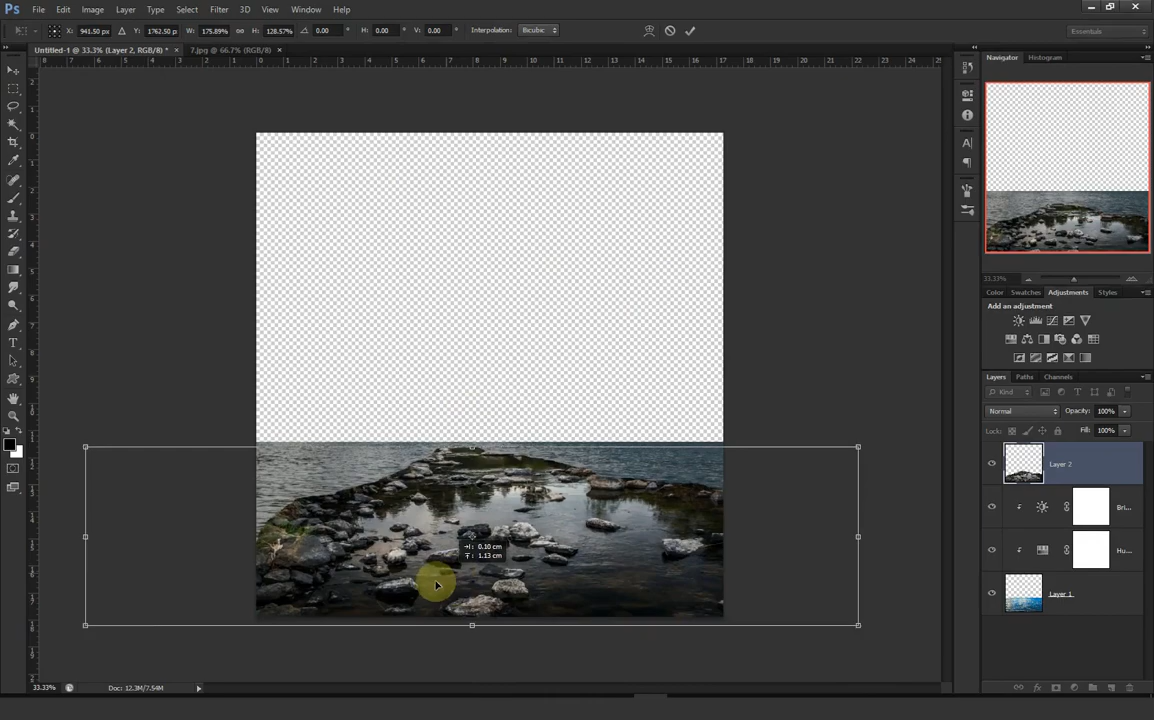 Ps File Edit Image Layer Type Select Filter 3D View Window Help
X: 941.50 px Y: 1762.50 p W: 175.89% H: 128.57% 0.00 ° H: 0.00 ° V: 0.00 ° Interpolation: Bicubic Essentials
Untitled-1 @ 33.3% (Layer 2, RGB/8) * × 7.jpg @ 66.7% (RGB/8) ×
Navigator Histogram
33.33%
Color Swatches Adjustments Styles
Add an adjustment
Layers Paths Channels
Kind
Normal Opacity: 100%
Lock: Fill: 100%
Layer 2
Bri...
Hu...
Layer 1
0.10 cm
1.13 cm
33.33% Doc: 12.3M/7.54M